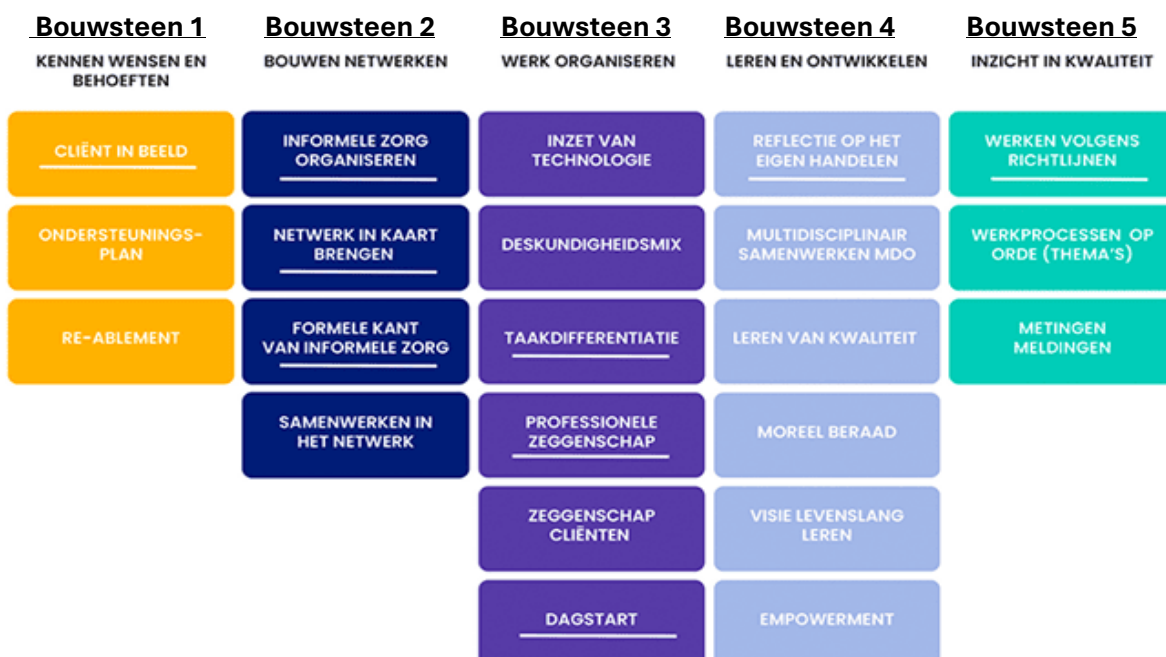 Bouwsteen 1
KENNEN WENSEN EN
BEHOEFTEN
CLIËNT IN BEELD
ONDERSTEUNINGS-
PLAN
RE-ABLEMENT
Bouwsteen 2
BOUWEN NETWERKEN
INFORMELE ZORG
ORGANISEREN
NETWERK IN KAART
BRENGEN
FORMELE KANT
VAN INFORMELE ZORG
SAMENWERKEN IN
HET NETWERK
Bouwsteen 3
WERK ORGANISEREN
INZET VAN
TECHNOLOGIE
DESKUNDIGHEIDSMIX
TAAKDIFFERENTIATIE
PROFESSIONELE
ZEGGENSCHAP
ZEGGENSCHAP
CLIËNTEN
DAGSTART
Bouwsteen 4
LEREN EN ONTWIKKELEN
REFLECTIE OP HET
EIGEN HANDELEN
MULTIDISCIPLINAIR
SAMENWERKEN MDO
LEREN VAN KWALITEIT
MOREEL BERAAD
VISIE LEVENSLANG
LEREN
EMPOWERMENT
Bouwsteen 5
INZICHT IN KWALITEIT
WERKEN VOLGENS
RICHTLIJNEN
WERKPROCESSEN OP
ORDE (THEMA'S)
METINGEN
MELDINGEN